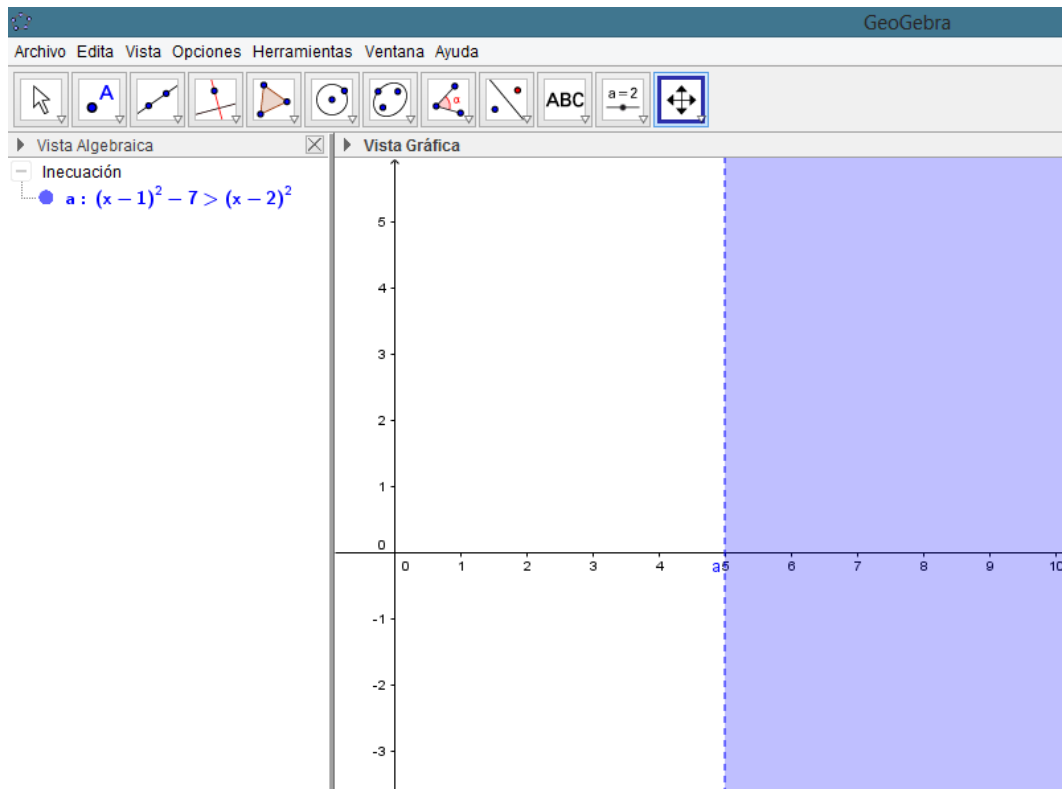 GeoGebra
Archivo Edita Vista Opciones Herramientas Ventana Ayuda
A α ABC a=2
Vista Algebraica
Inecuación
a : (x – 1)² – 7 > (x – 2)²
Vista Gráfica
5
4
3
2
1
0
-1
-2
-3
0 1 2 3 4 a 5 6 7 8 9 10